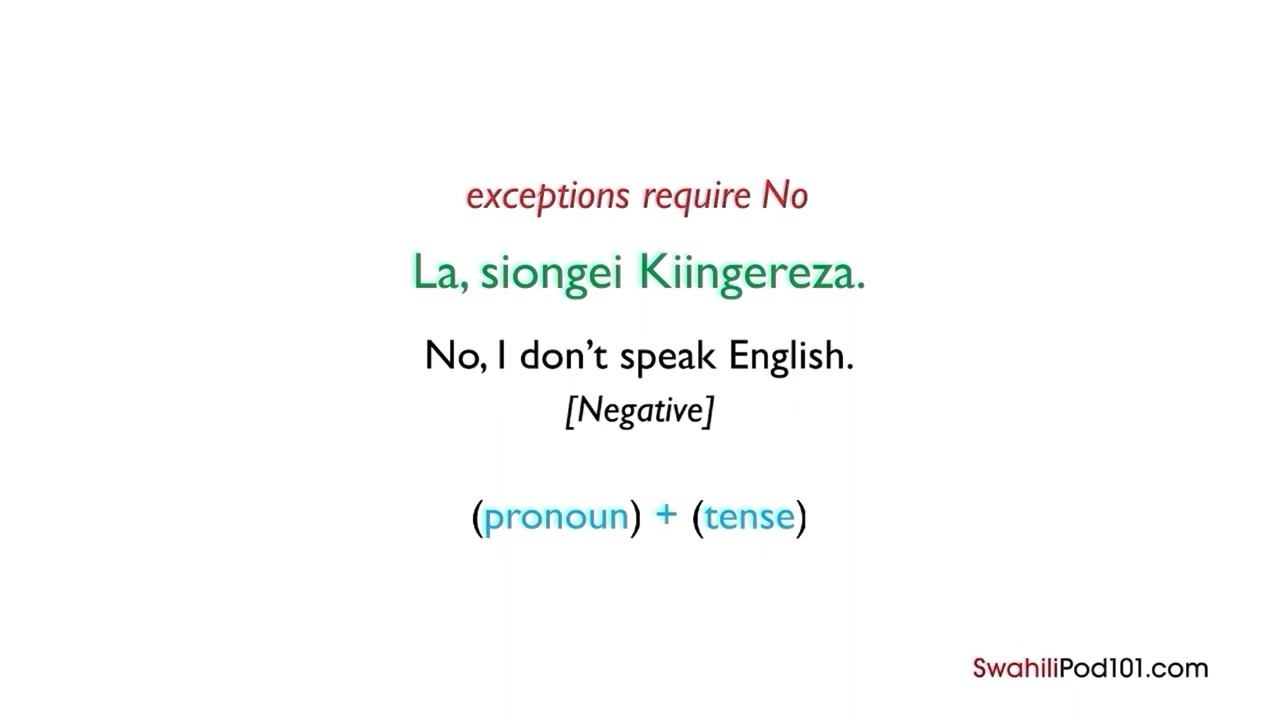 exceptions require No
La, siongei Kiingereza.
No, I don't speak English.
[Negative]
(pronoun) + (tense)
SwahiliPod101.com